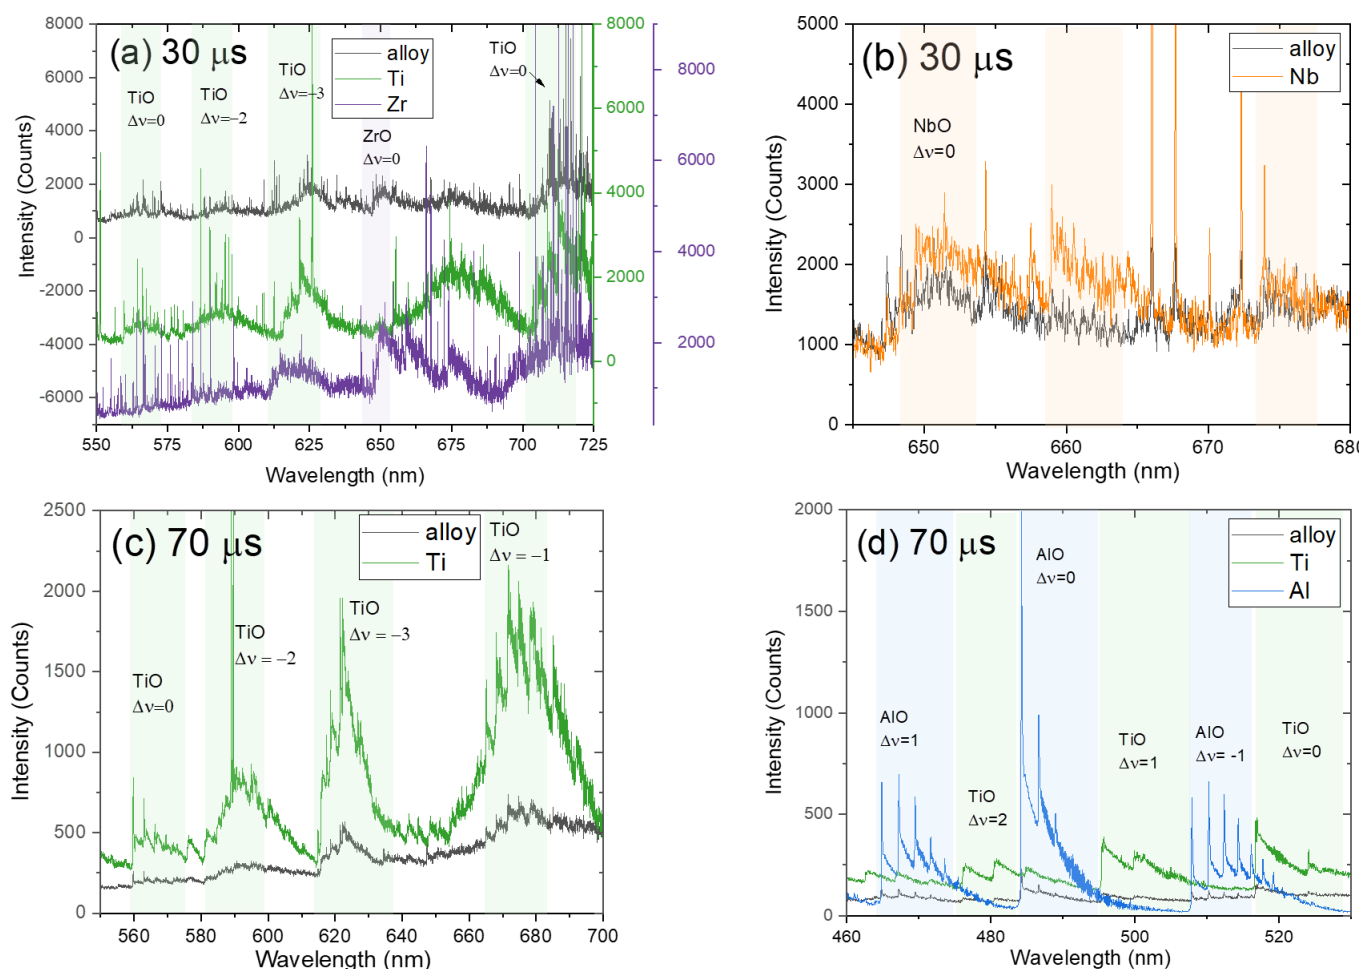 (a) 30 μs
alloy
Ti
Zr
TiO
Δν=0
TiO
Δν=−2
TiO
Δν=−3
ZrO
Δν=0
TiO
Δν=0
8000
6000
4000
2000
0
-2000
-4000
-6000
Intensity (Counts)
550
575
600
625
650
675
700
725
Wavelength (nm)
8000
6000
4000
2000
0
8000
6000
4000
2000
(b) 30 μs
alloy
Nb
NbO
Δν=0
5000
4000
3000
2000
1000
0
Intensity (Counts)
650
660
670
680
Wavelength (nm)
(c) 70 μs
alloy
Ti
TiO
Δν=0
TiO
Δν = −2
TiO
Δν = −3
TiO
Δν = −1
2500
2000
1500
1000
500
0
Intensity (Counts)
560
580
600
620
640
660
680
700
Wavelength (nm)
(d) 70 μs
alloy
Ti
Al
AlO
Δν=1
TiO
Δν=2
AlO
Δν=0
TiO
Δν=1
AlO
Δν= -1
TiO
Δν=0
2000
1500
1000
500
0
Intensity (Counts)
460
480
500
520
Wavelength (nm)